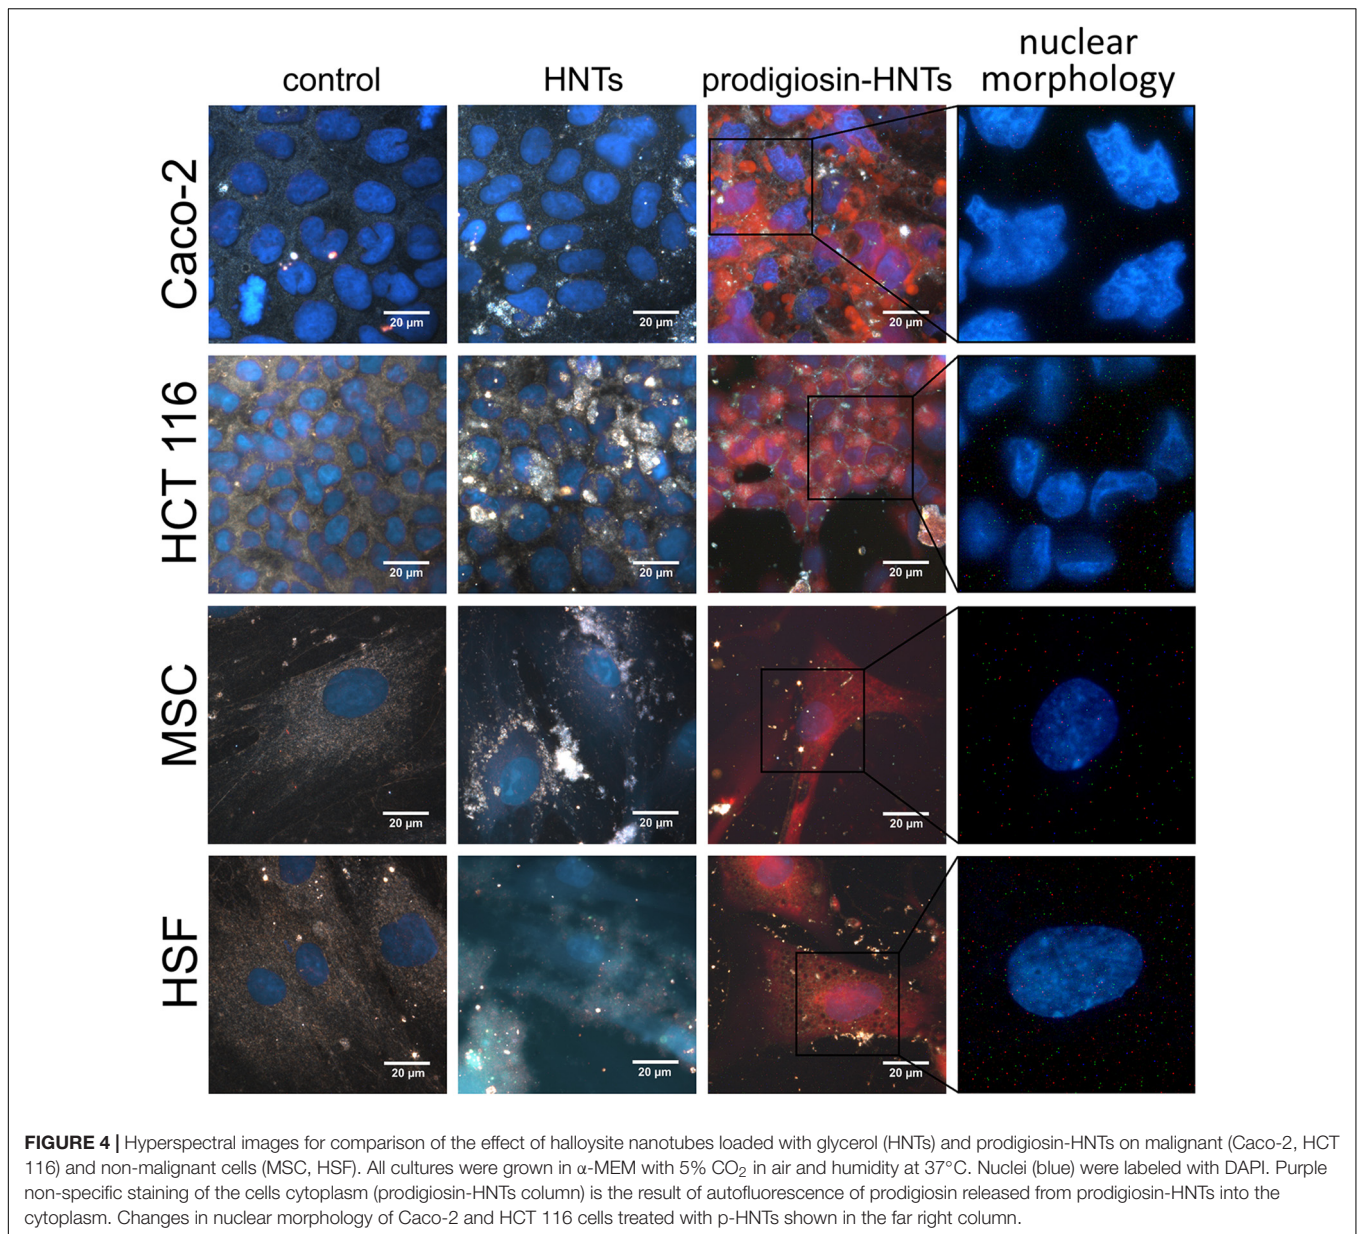 nuclear
control HNTs prodigiosin-HNTs morphology
Caco-2
20 µm 20 µm 20 µm
HCT 116
20 µm 20 µm 20 µm
MSC
20 µm 20 µm 20 µm
HSF
20 µm 20 µm 20 µm
FIGURE 4 | Hyperspectral images for comparison of the effect of halloysite nanotubes loaded with glycerol (HNTs) and prodigiosin-HNTs on malignant (Caco-2, HCT
116) and non-malignant cells (MSC, HSF). All cultures were grown in α-MEM with 5% CO₂ in air and humidity at 37°C. Nuclei (blue) were labeled with DAPI. Purple
non-specific staining of the cells cytoplasm (prodigiosin-HNTs column) is the result of autofluorescence of prodigiosin released from prodigiosin-HNTs into the
cytoplasm. Changes in nuclear morphology of Caco-2 and HCT 116 cells treated with p-HNTs shown in the far right column.